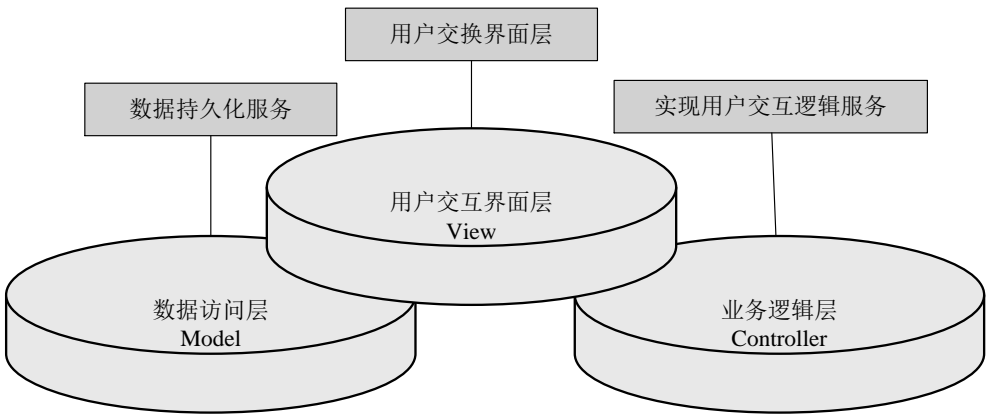 用户交换界面层
数据持久化服务
实现用户交互逻辑服务
用户交互界面层
View
数据访问层
Model
业务逻辑层
Controller